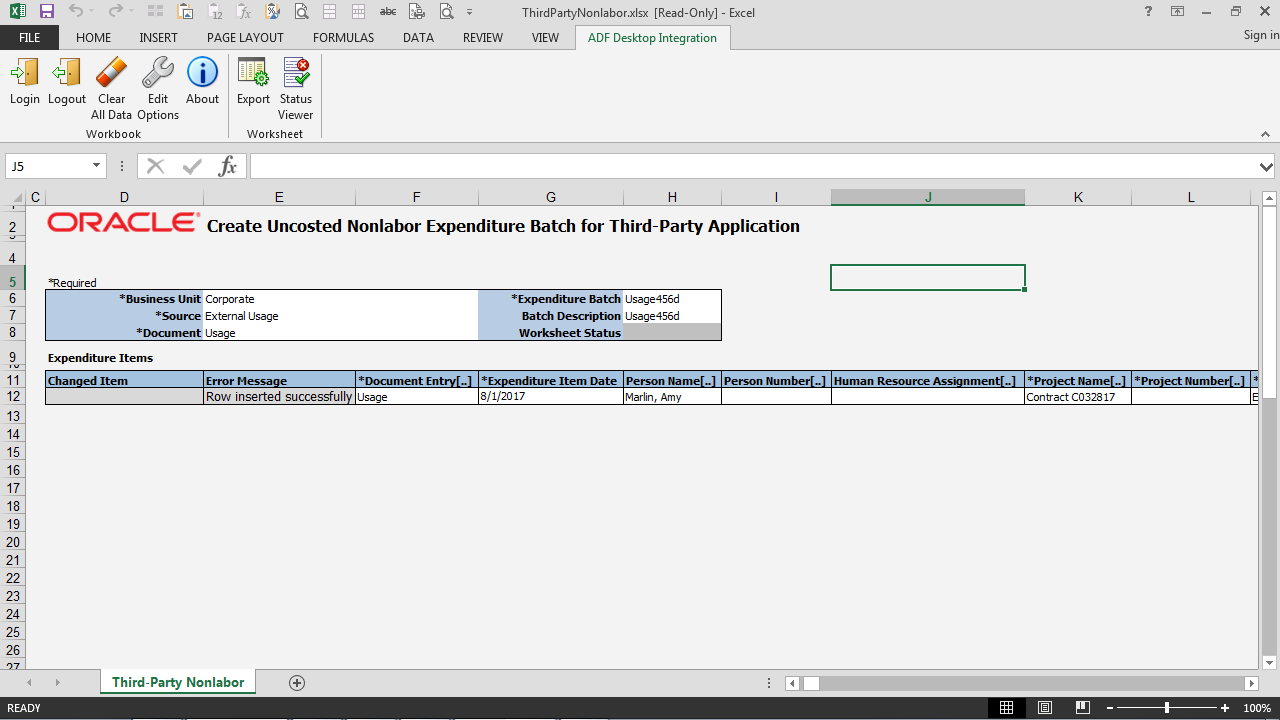 ThirdPartyNonlabor.xlsx [Read-Only] - Excel
FILE HOME INSERT PAGE LAYOUT FORMULAS DATA REVIEW VIEW ADF Desktop Integration Sign in
Login Logout Clear All Data Edit Options About Export Status Viewer
Workbook Worksheet
J5
C D E F G H I J K L
2 ORACLE Create Uncosted Nonlabor Expenditure Batch for Third-Party Application
4
5 *Required
6 *Business Unit Corporate *Expenditure Batch Usage456d
7 *Source External Usage Batch Description Usage456d
8 *Document Usage Worksheet Status
9 Expenditure Items
11 Changed Item Error Message *Document Entry[..] *Expenditure Item Date Person Name[..] Person Number[..] Human Resource Assignment[..] *Project Name[..] *Project Number[..] *
12 Row inserted successfully Usage 8/1/2017 Marlin, Amy Contract C032817 E
13
14
15
16
17
18
19
20
21
22
23
24
25
26
27
Third-Party Nonlabor
READY 100%